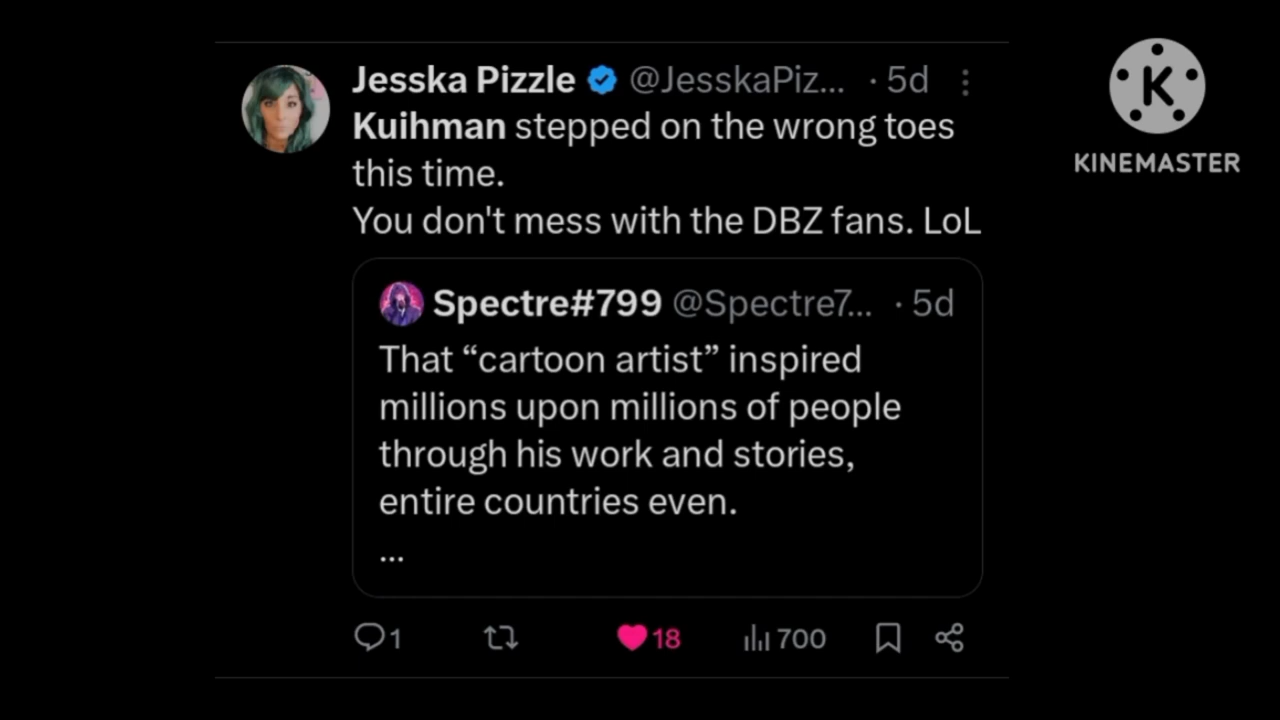 Jesska Pizzle @JesskaPiz... · 5d
Kuihman stepped on the wrong toes
this time.
You don't mess with the DBZ fans. LoL
Spectre#799 @Spectre7... · 5d
That “cartoon artist” inspired
millions upon millions of people
through his work and stories,
entire countries even.
...
1 18 700
K
KINEMASTER